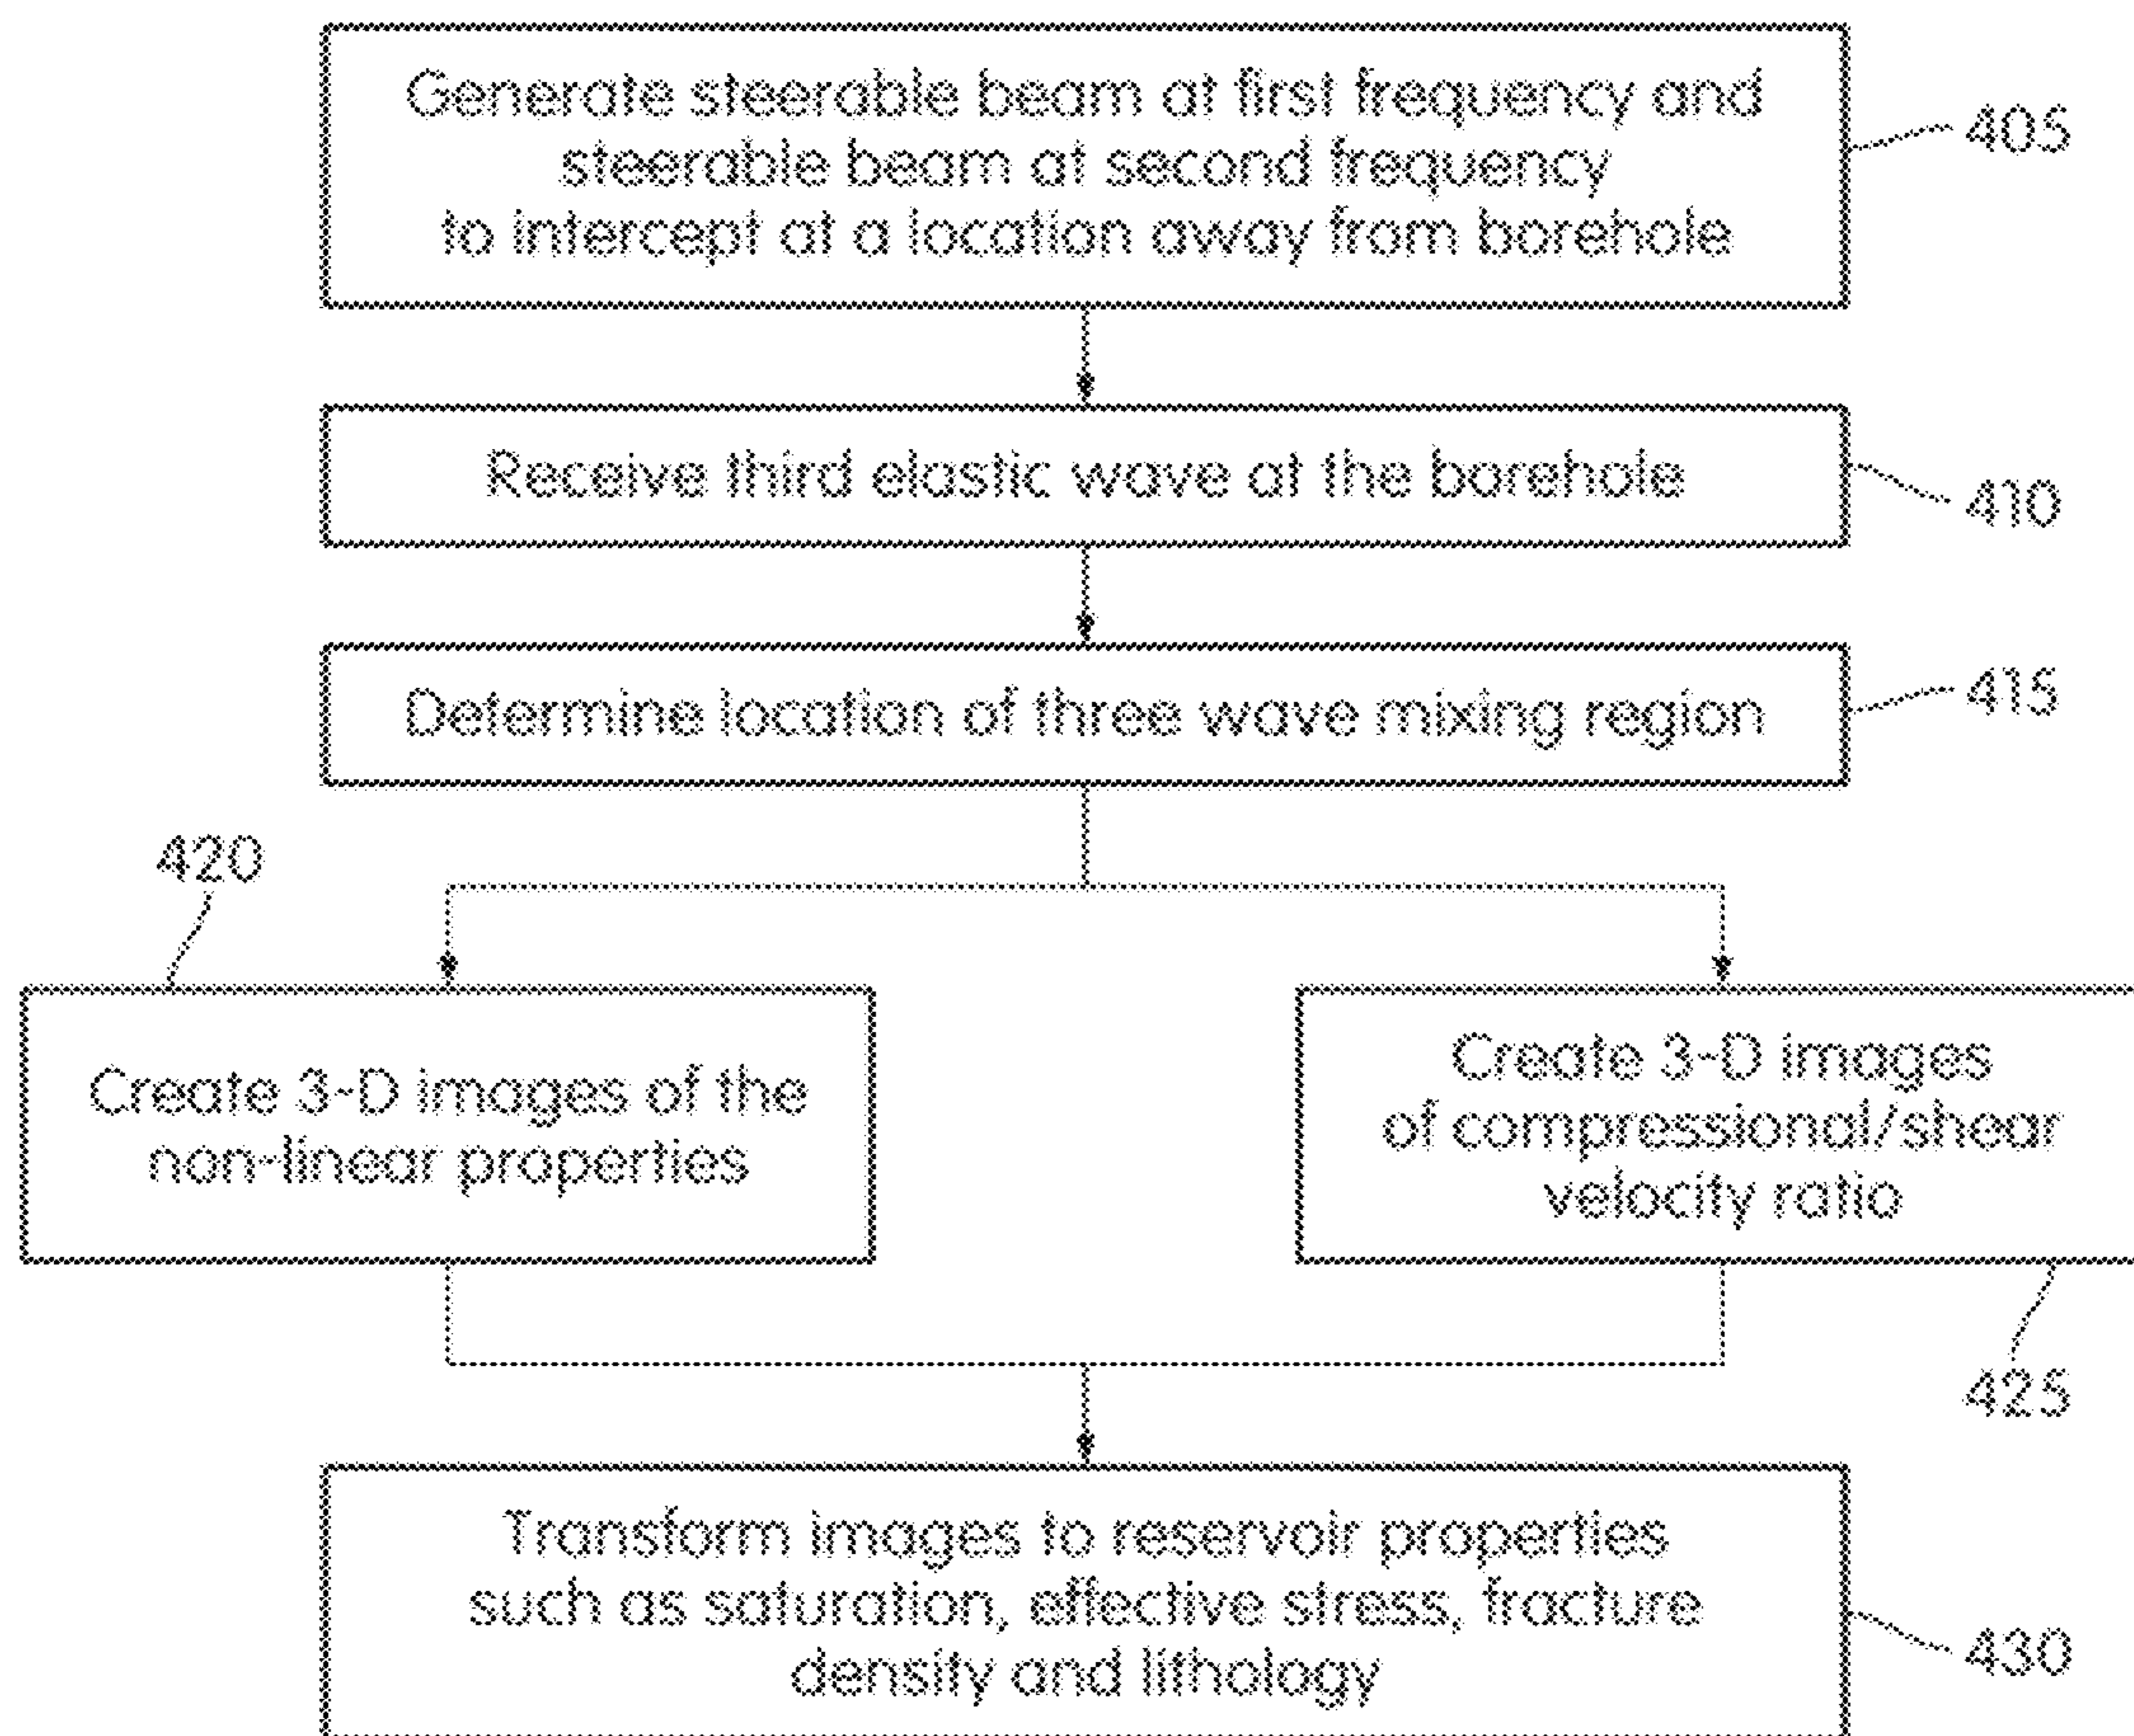 Generate steerable beam at first frequency and
steerable beam at second frequency
to intercept at a location away from borehole
405
Receive third elastic wave at the borehole
410
Determine location of three wave mixing region
415
420
Create 3-D images of the
non-linear properties
Create 3-D images
of compressional/shear
velocity ratio
425
Transform images to reservoir properties
such as saturation, effective stress, fracture
density and lithology
430